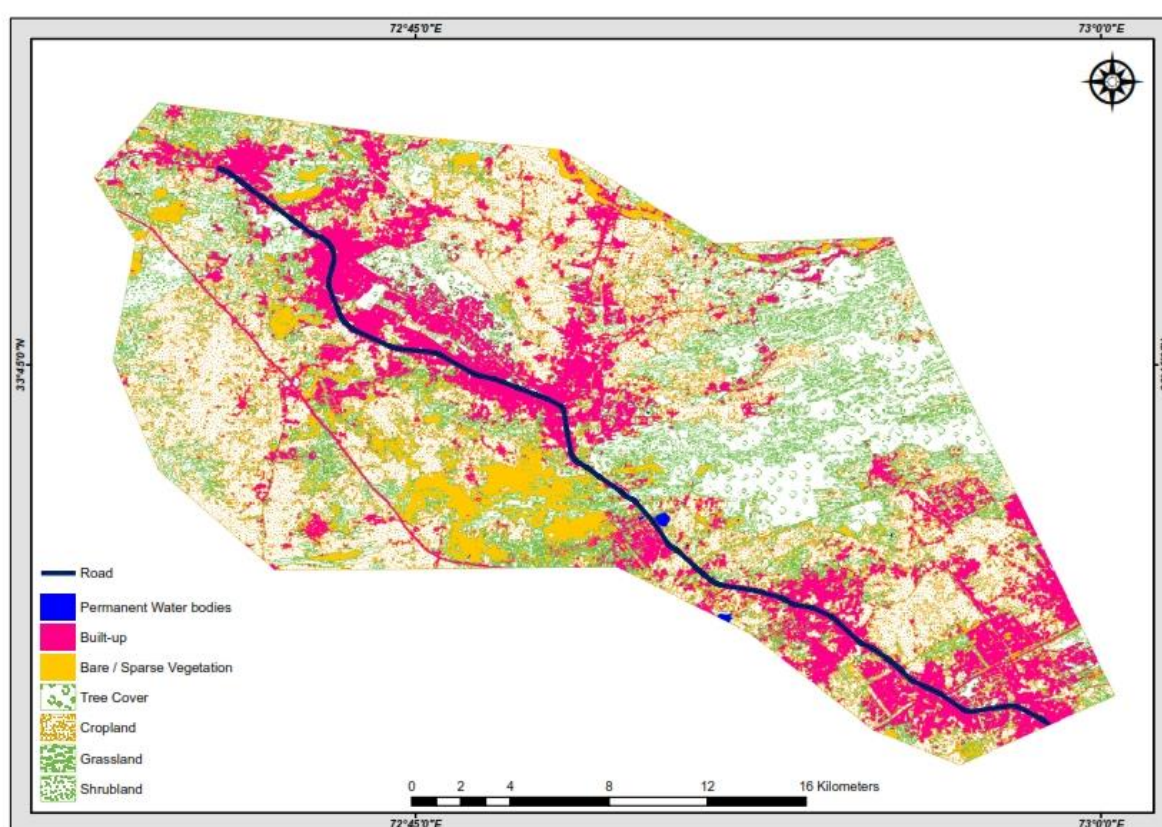 72°45'0"E
73°0'0"E
33°45'0"N
Road
Permanent Water bodies
Built-up
Bare / Sparse Vegetation
Tree Cover
Cropland
Grassland
Shrubland
0 2 4 8 12 16 Kilometers
72°45'0"E
73°0'0"E